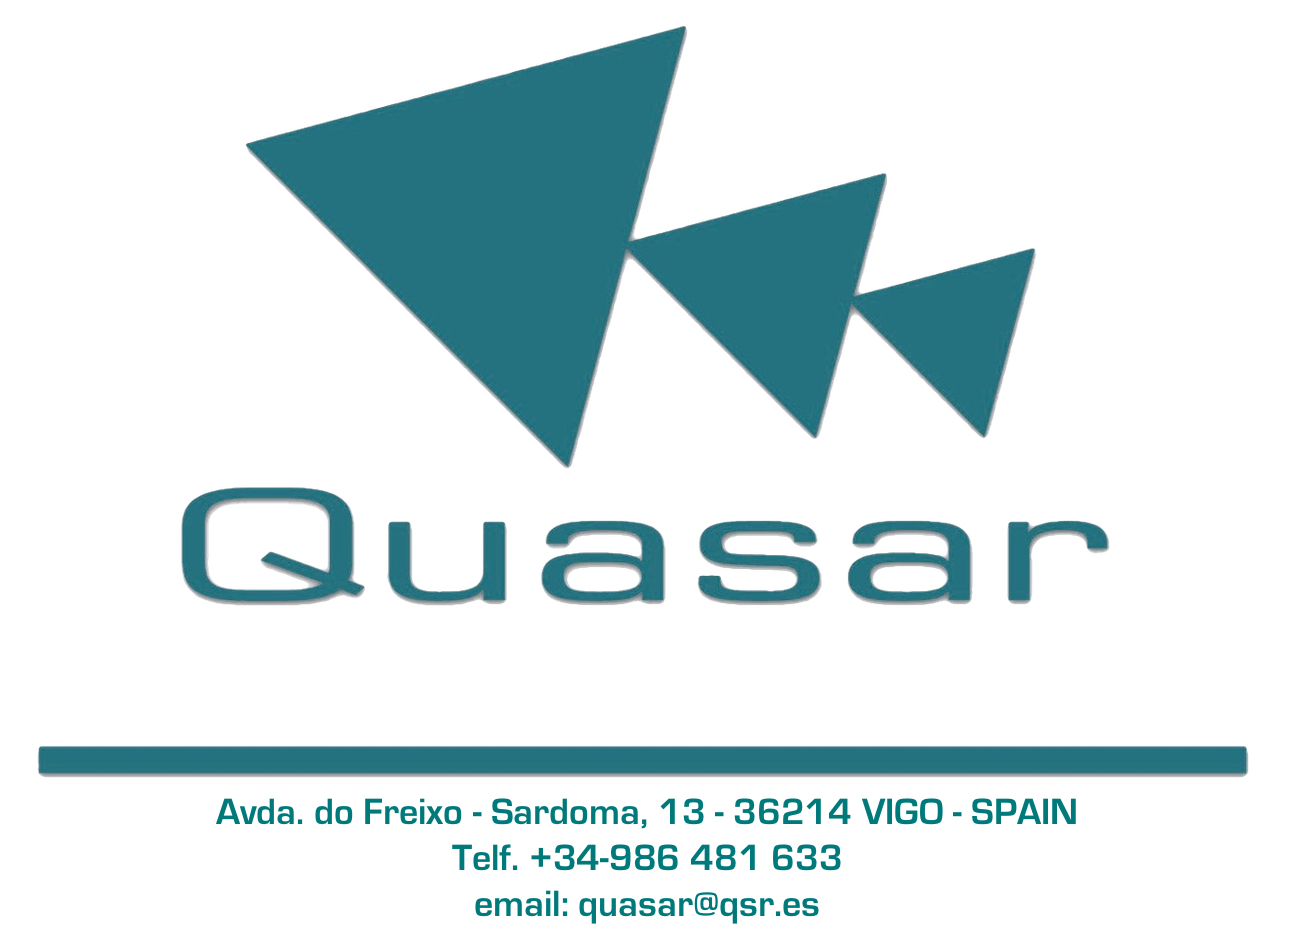 Quasar
Avda. do Freixo - Sardoma, 13 - 36214 VIGO - SPAIN
Telf. +34-986 481 633
email: quasar@qsr.es